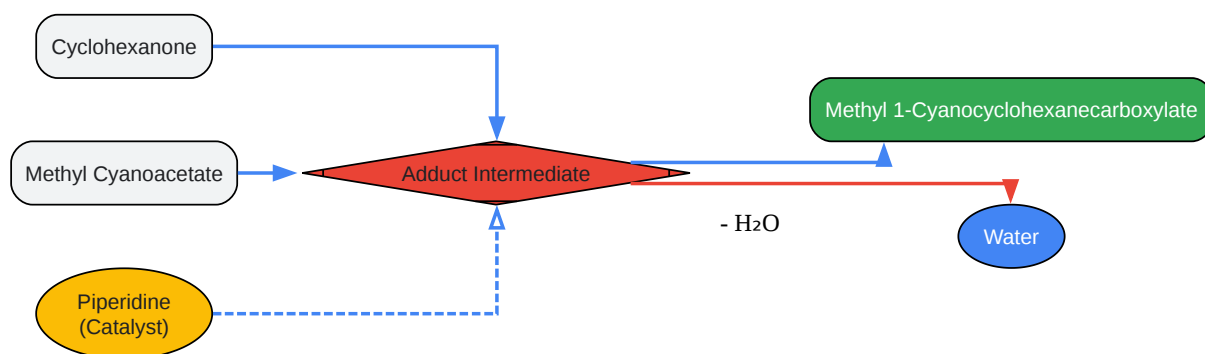 Cyclohexanone
Methyl 1-Cyanocyclohexanecarboxylate
Methyl Cyanoacetate
Adduct Intermediate
- H₂O
Water
Piperidine
(Catalyst)